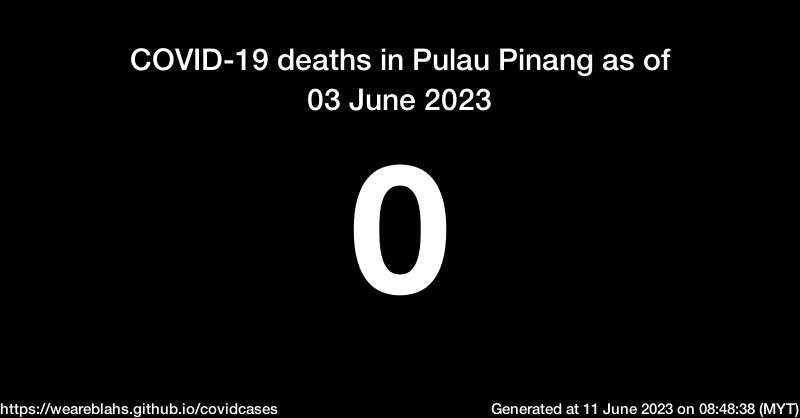 COVID-19 deaths in Pulau Pinang as of
03 June 2023
0
https://weareblahs.github.io/covidcases
Generated at 11 June 2023 on 08:48:38 (MYT)